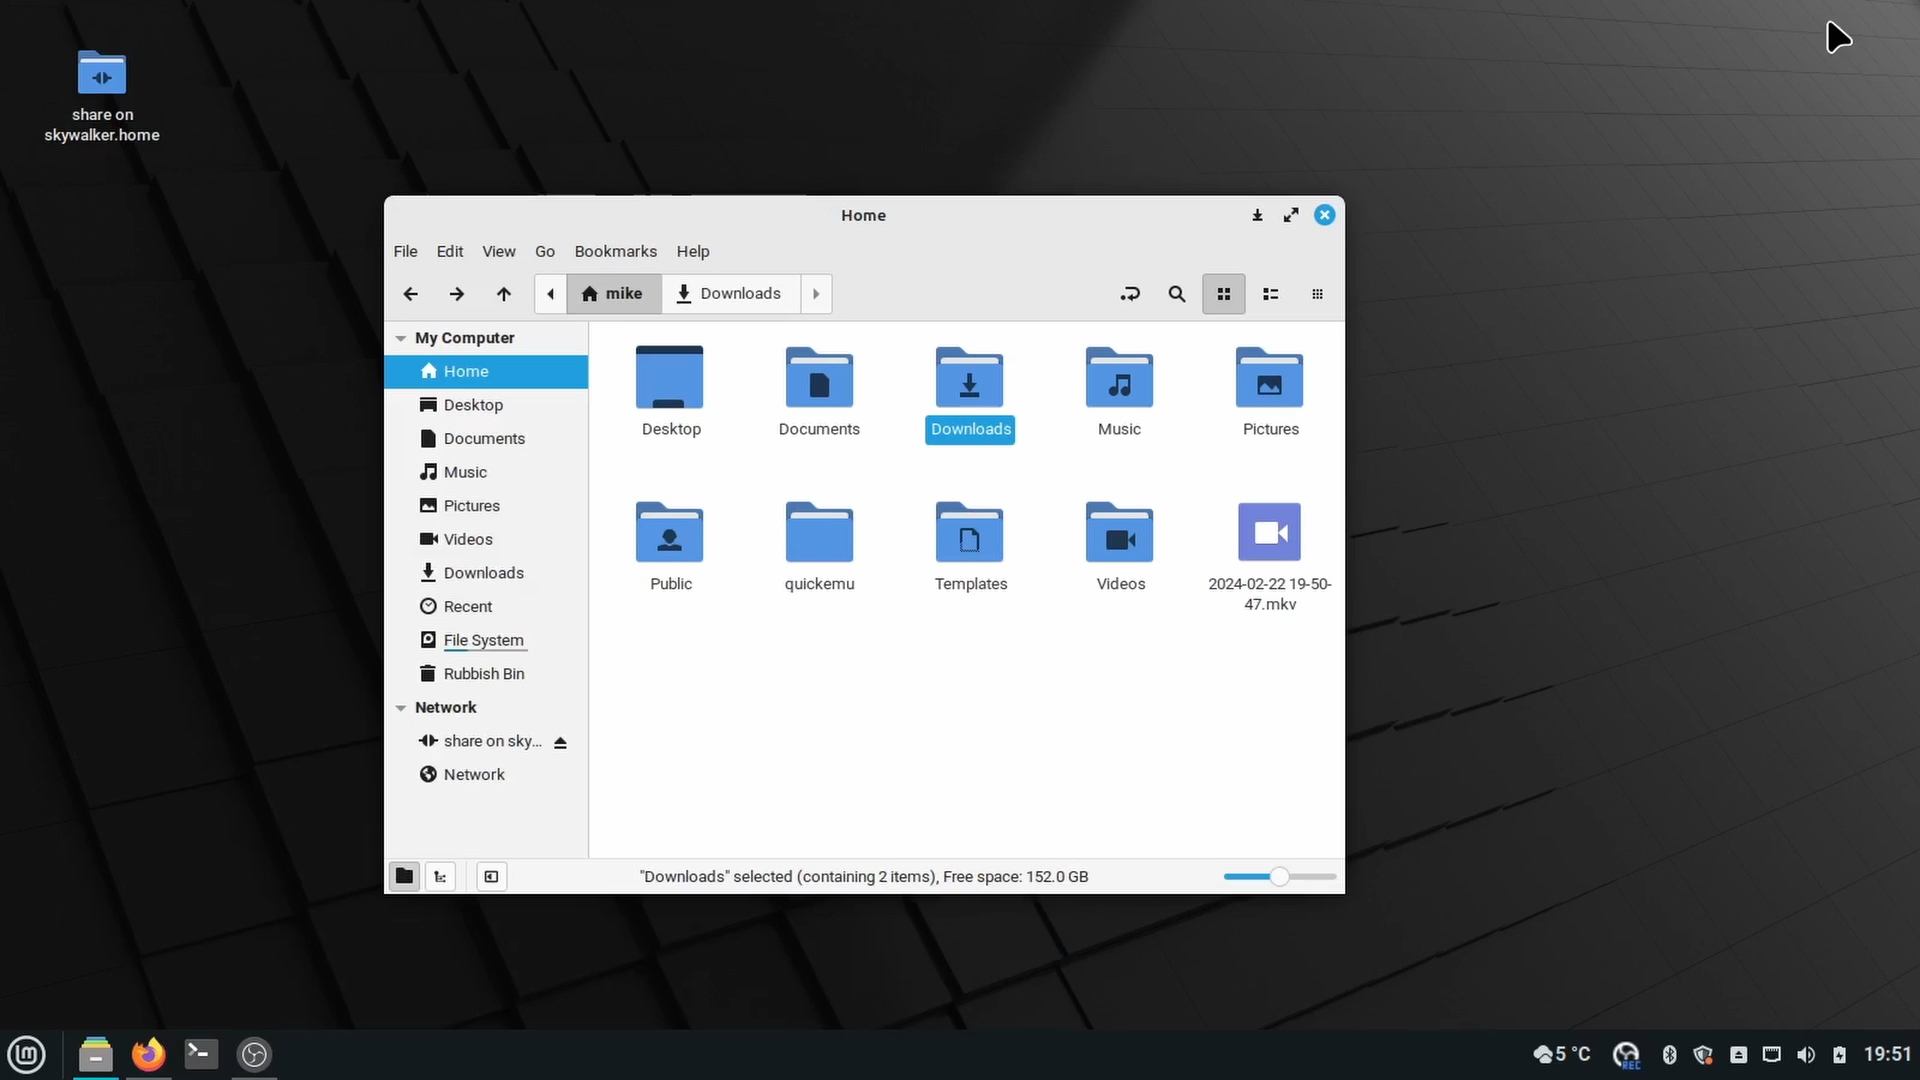 share on
skywalker.home
Home
File Edit View Go Bookmarks Help
mike Downloads
My Computer
Home
Desktop
Documents
Music
Pictures
Videos
Downloads
Recent
File System
Rubbish Bin
Network
share on sky...
Network
Desktop Documents Downloads Music Pictures
Public quickemu Templates Videos 2024-02-22 19-50-
47.mkv
"Downloads" selected (containing 2 items), Free space: 152.0 GB
lm
5 °C REC 19:51